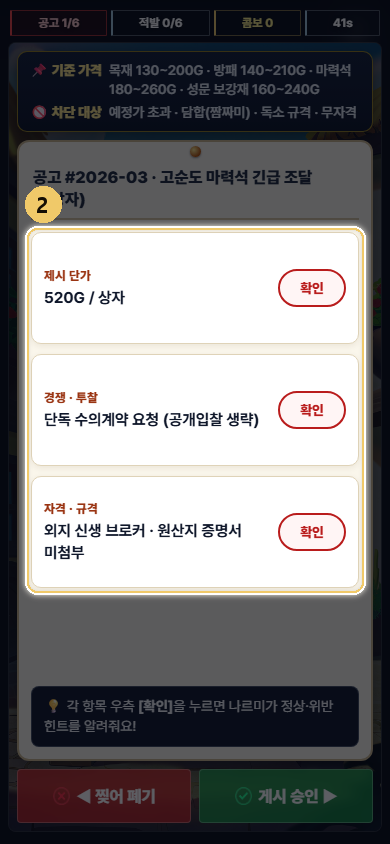 공고 1/6 적발 0/6 콤보 0 41s
📌 기준 가격 목재 130~200G · 방패 140~210G · 마력석
180~260G · 성문 보강재 160~240G
🚫 차단 대상 예정가 초과 · 담합(짬짜미) · 독소 규격 · 무자격
공고 #2026-03 · 고순도 마력석 긴급 조달
2 자)
제시 단가
520G / 상자
확인
경쟁 · 투찰
단독 수의계약 요청 (공개입찰 생략)
확인
자격 · 규격
외지 신생 브로커 · 원산지 증명서
미첨부
확인
💡 각 항목 우측 [확인]을 누르면 나르미가 정상·위반
힌트를 알려줘요!
◀ 찢어 폐기 게시 승인 ▶